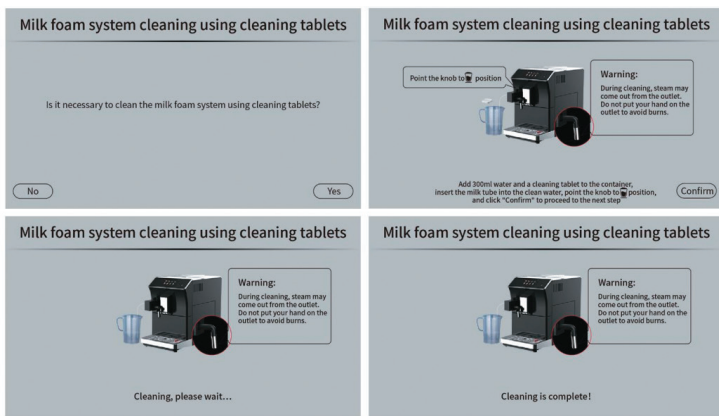 Milk foam system cleaning using cleaning tablets
Is it necessary to clean the milk foam system using cleaning tablets?
No
Yes
Milk foam system cleaning using cleaning tablets
Point the knob to position
Warning:
During cleaning, steam may
come out from the outlet.
Do not put your hand on the
outlet to avoid burns.
Add 300ml water and a cleaning tablet to the container,
insert the milk tube into the clean water, point the knob to position,
and click "Confirm" to proceed to the next step
Confirm
Milk foam system cleaning using cleaning tablets
Warning:
During cleaning, steam may
come out from the outlet.
Do not put your hand on the
outlet to avoid burns.
Cleaning, please wait...
Milk foam system cleaning using cleaning tablets
Warning:
During cleaning, steam may
come out from the outlet.
Do not put your hand on the
outlet to avoid burns.
Cleaning is complete!